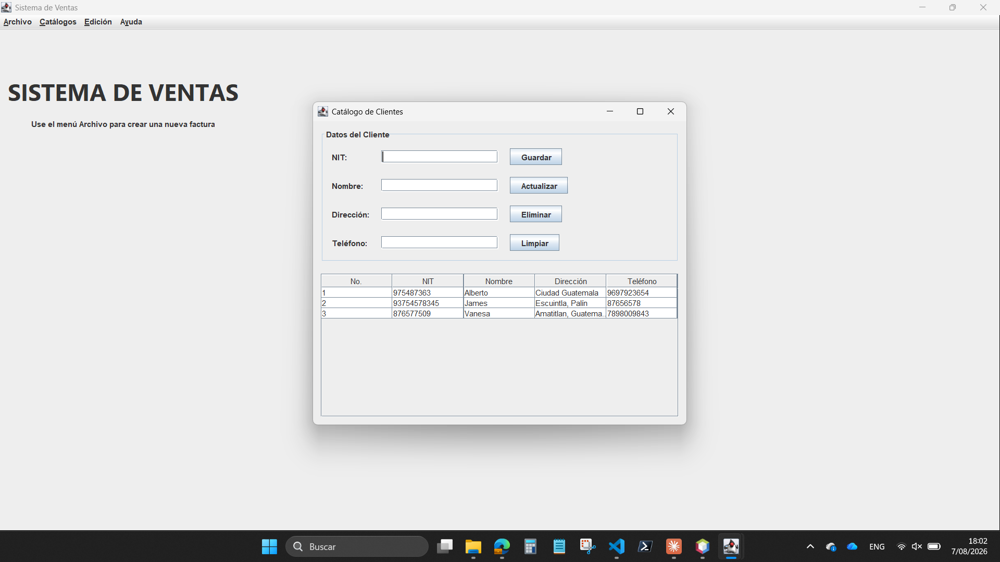 Sistema de Ventas
Archivo Catálogos Edición Ayuda
SISTEMA DE VENTAS
Use el menú Archivo para crear una nueva factura
Catálogo de Clientes
Datos del Cliente
NIT: Guardar
Nombre: Actualizar
Dirección: Eliminar
Teléfono: Limpiar
No. NIT Nombre Dirección Teléfono
1 975487363 Alberto Ciudad Guatemala 9697923654
2 93754578345 James Escuintla, Palín 87656578
3 876577509 Vanesa Amatitlan, Guatema... 7898009843
Buscar
ENG
18:02
7/08/2026